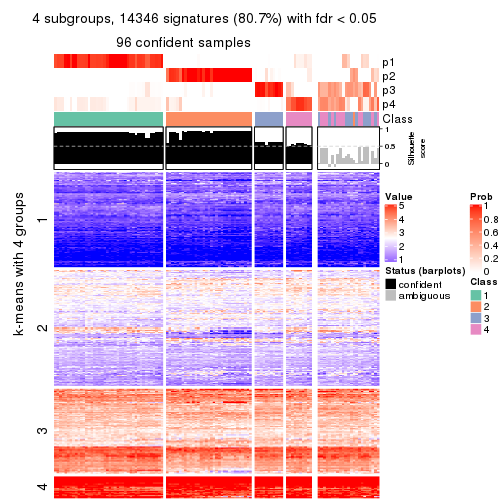 4 subgroups, 14346 signatures (80.7%) with fdr < 0.05
96 confident samples
p1
p2
p3
p4
Class
1
0.5
0
Silhouette
score
k-means with 4 groups
1
2
3
4
Value
5
4
3
2
1
Status (barplots)
confident
ambiguous
Prob
1
0.8
0.6
0.4
0.2
0
Class
1
2
3
4